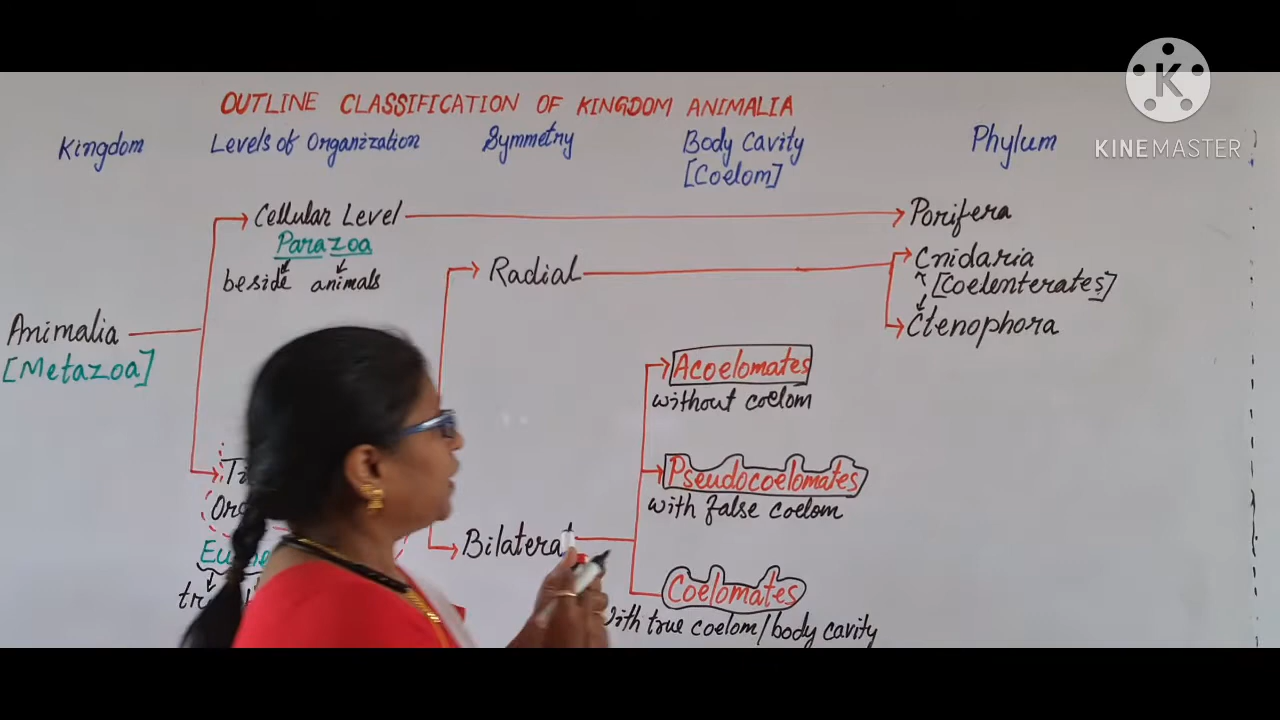 OUTLINE CLASSIFICATION OF KINGDOM ANIMALIA
K
KINEMASTER
Kingdom
Levels of Organization
Symmetry
Body Cavity
[Coelom]
Phylum
Cellular Level
Parazoa
beside animals
Porifera
Radial
Cnidaria
[Coelenterates]
Ctenophora
Animalia
[Metazoa]
Acoelomates
without coelom
Pseudocoelomates
with false coelom
Bilateral
Coelomates
with true coelom/body cavity